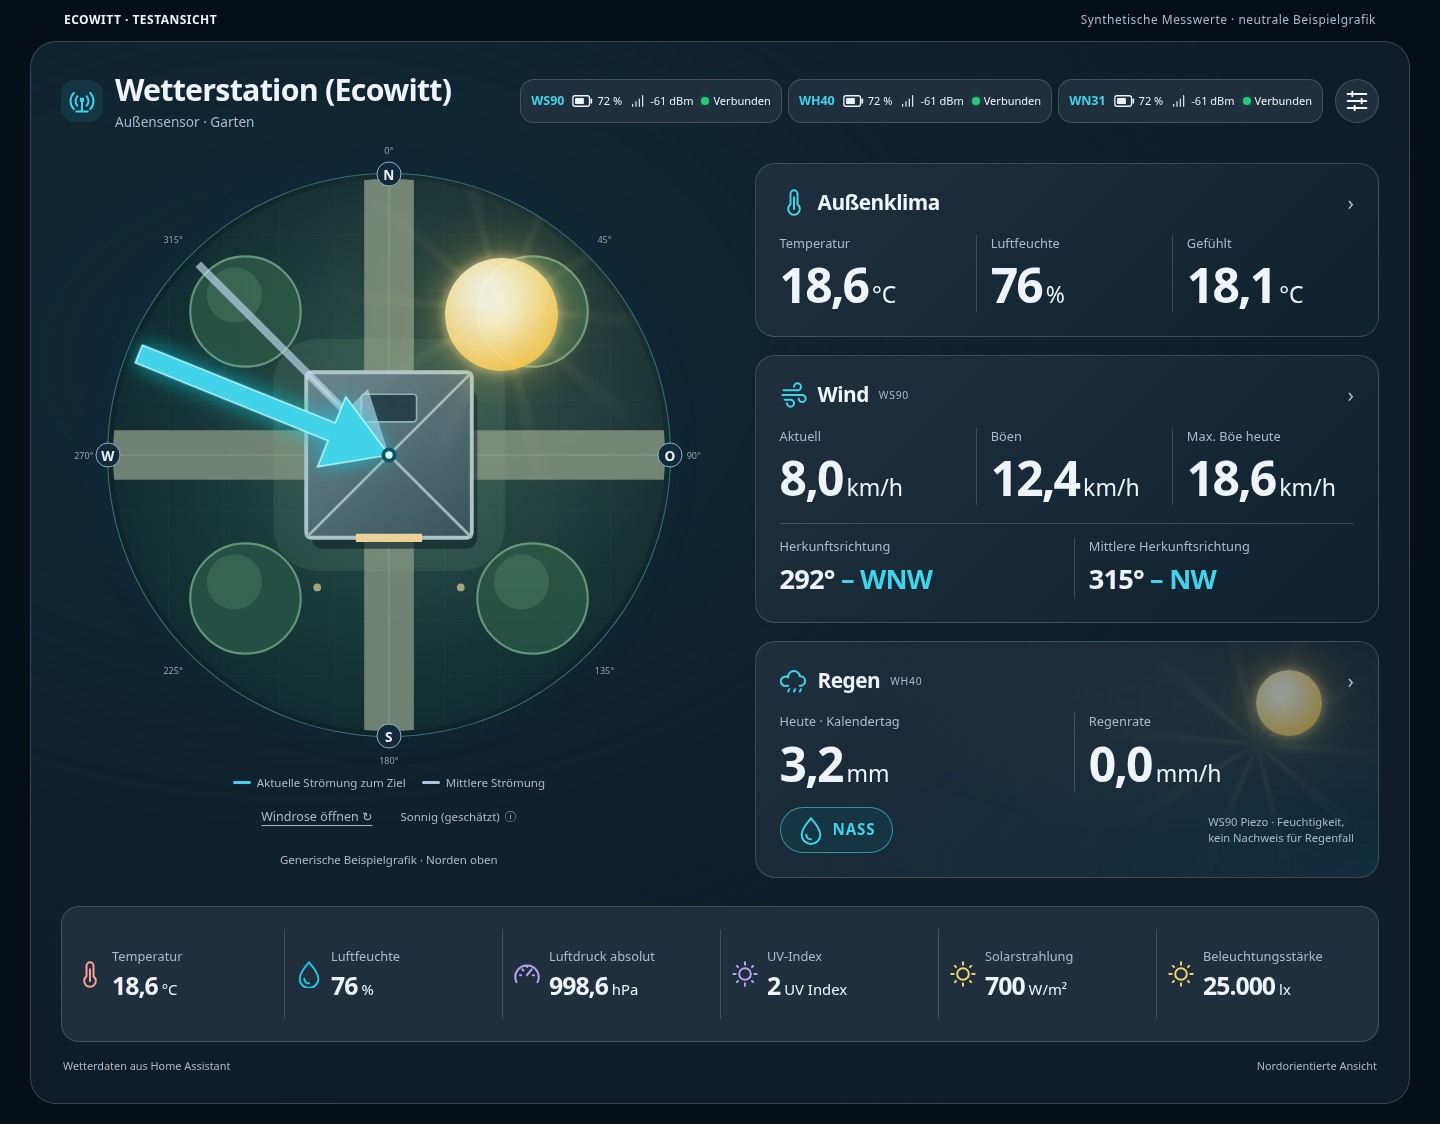 ECOWITT · TESTANSICHT
Synthetische Messwerte · neutrale Beispielgrafik
Wetterstation (Ecowitt)
Außensensor · Garten
WS90 72 % -61 dBm Verbunden
WH40 72 % -61 dBm Verbunden
WN31 72 % -61 dBm Verbunden
0°
N
315°
45°
270° W
O 90°
225°
135°
S
180°
Aktuelle Strömung zum Ziel
Mittlere Strömung
Windrose öffnen ↻
Sonnig (geschätzt) ⓘ
Generische Beispielgrafik · Norden oben
Außenklima ›
Temperatur
18,6 °C
Luftfeuchte
76 %
Gefühlt
18,1 °C
Wind WS90 ›
Aktuell
8,0 km/h
Böen
12,4 km/h
Max. Böe heute
18,6 km/h
Herkunftsrichtung
292° – WNW
Mittlere Herkunftsrichtung
315° – NW
Regen WH40 ›
Heute · Kalendertag
3,2 mm
Regenrate
0,0 mm/h
NASS
WS90 Piezo · Feuchtigkeit,
kein Nachweis für Regenfall
Temperatur
18,6 °C
Luftfeuchte
76 %
Luftdruck absolut
998,6 hPa
UV-Index
2 UV Index
Solarstrahlung
700 W/m²
Beleuchtungsstärke
25.000 lx
Wetterdaten aus Home Assistant
Nordorientierte Ansicht